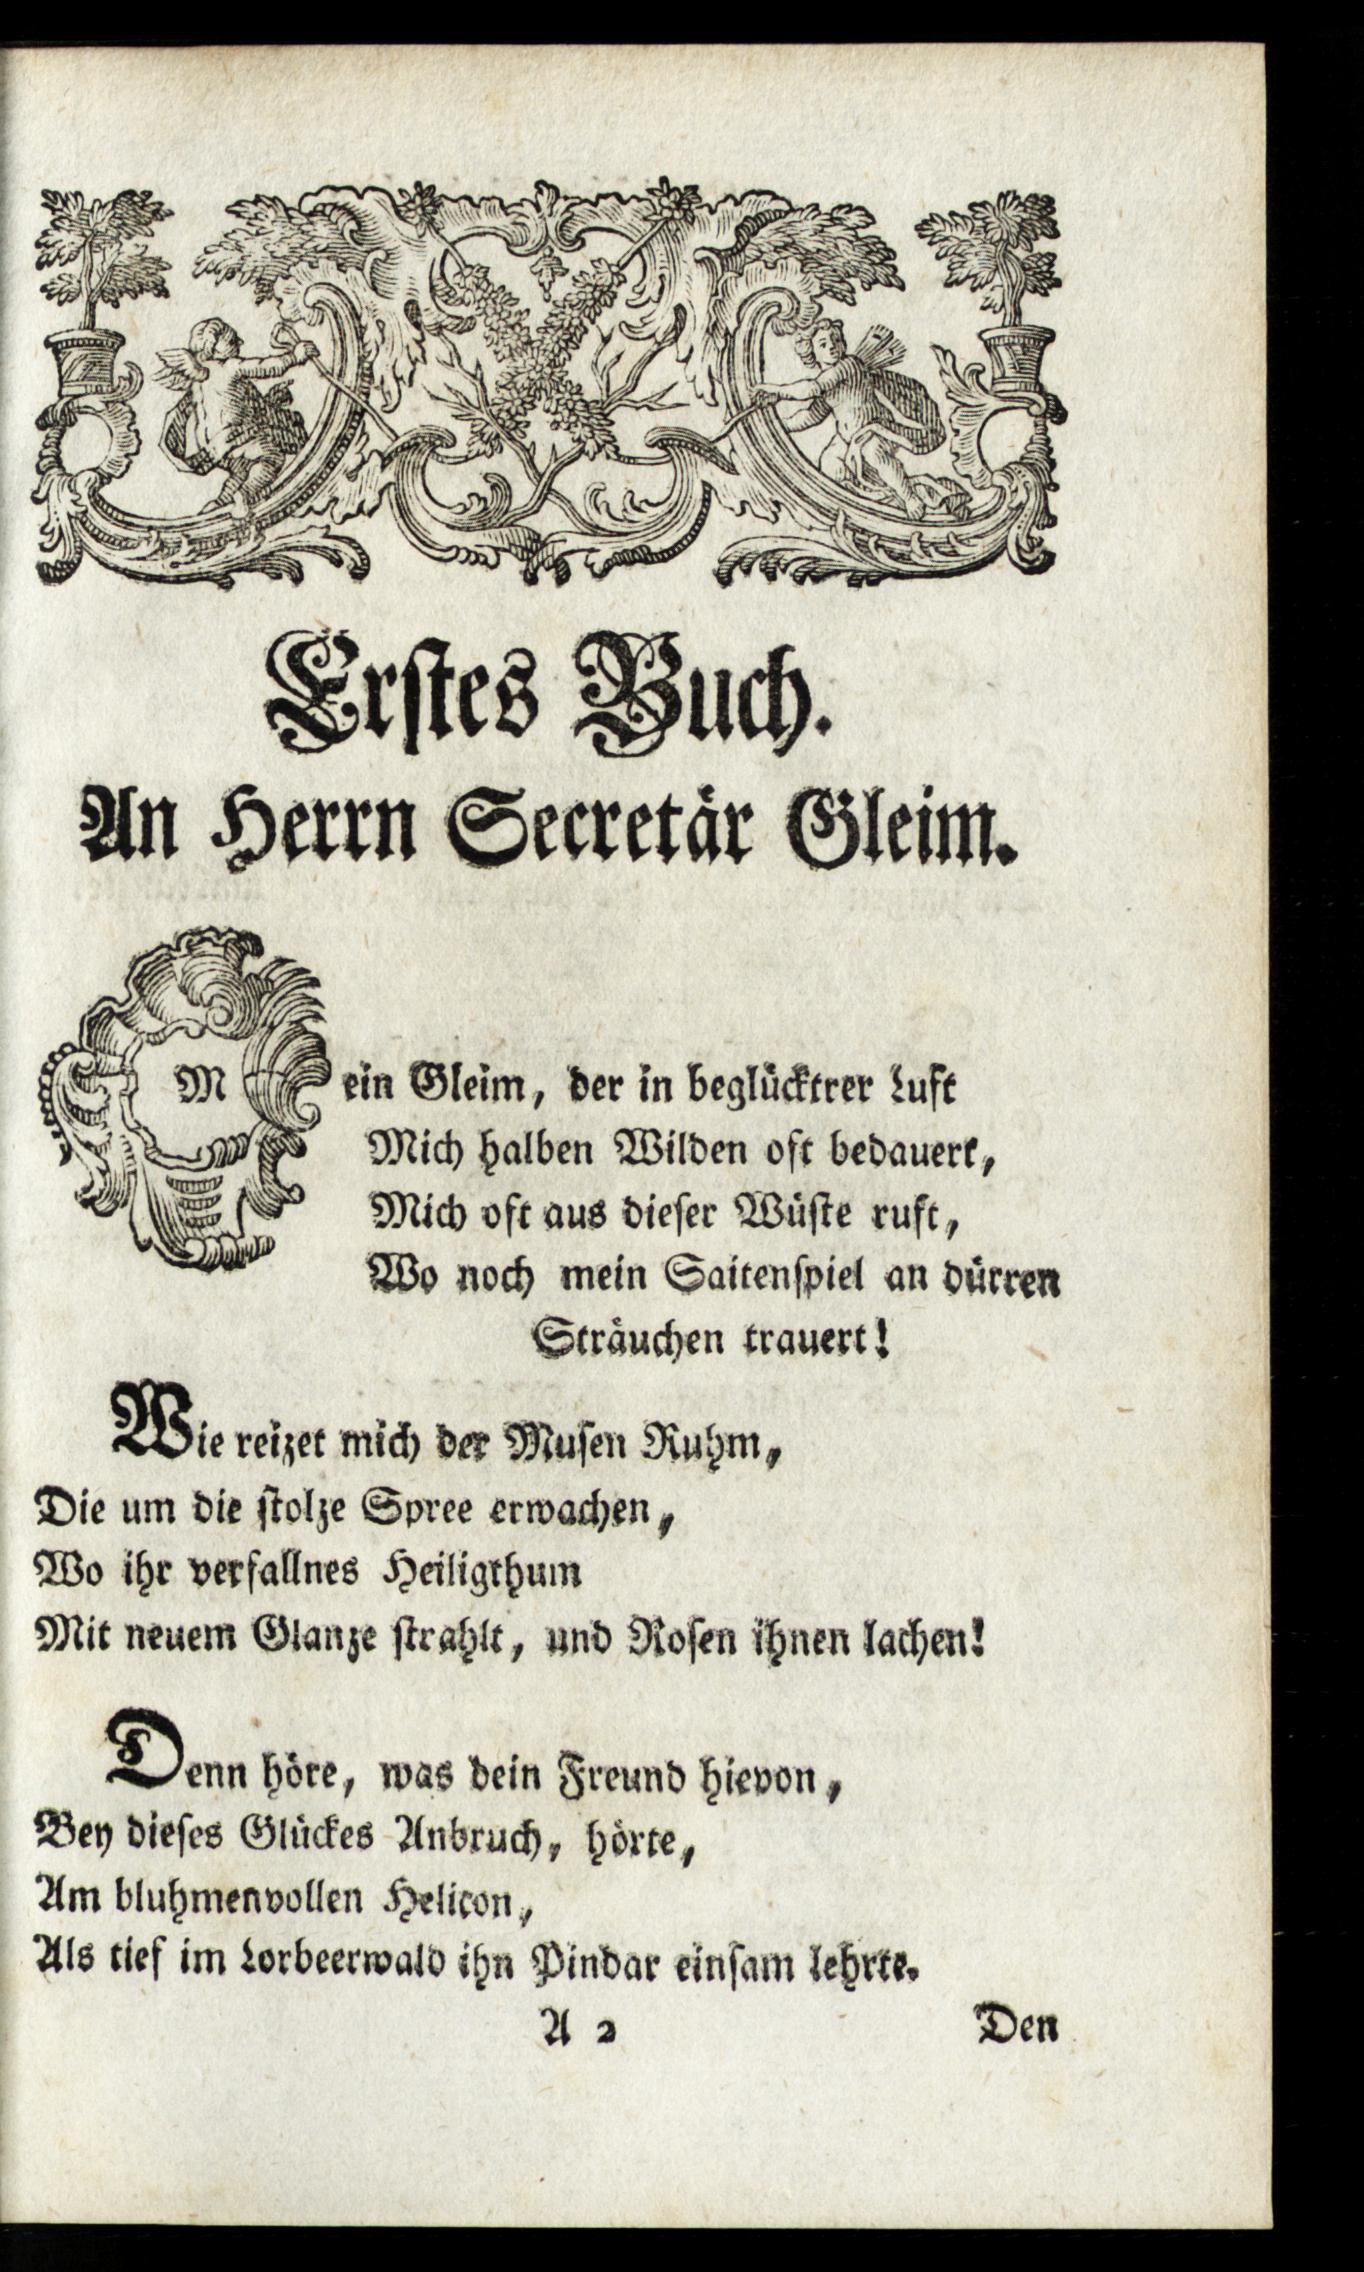 Erstes Buch.
An Herrn Secretär Gleim.
Mein Gleim, der in beglücktrer Luft
Mich halben Wilden oft bedauert,
Mich oft aus dieser Wüste ruft,
Wo noch mein Saitenspiel an dürren
Sträuchen trauert!
Wie reizet mich der Musen Ruhm,
Die um die stolze Spree erwachen,
Wo ihr verfallnes Heiligthum
Mit neuem Glanze strahlt, und Rosen ihnen lachen!
Denn höre, was dein Freund hievon,
Bey dieses Glückes Anbruch, hörte,
Am bluhmenvollen Helicon,
Als tief im Lorbeerwald ihn Pindar einsam lehrte.
A 2 Den